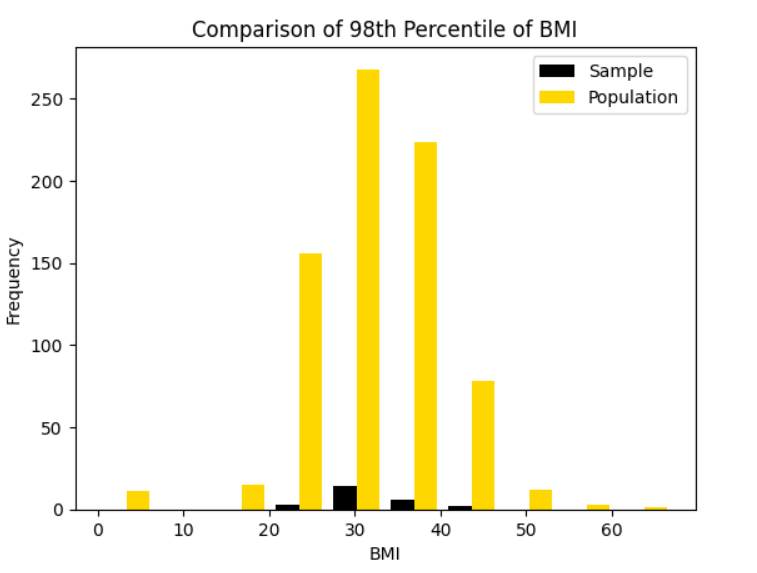 Comparison of 98th Percentile of BMI
Sample
Population
250
200
150
100
50
0
Frequency
0 10 20 30 40 50 60
BMI